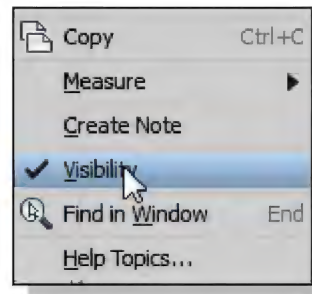 Copy Ctrl+C
Measure
Create Note
Visibility
Find in Window End
Help Topics...